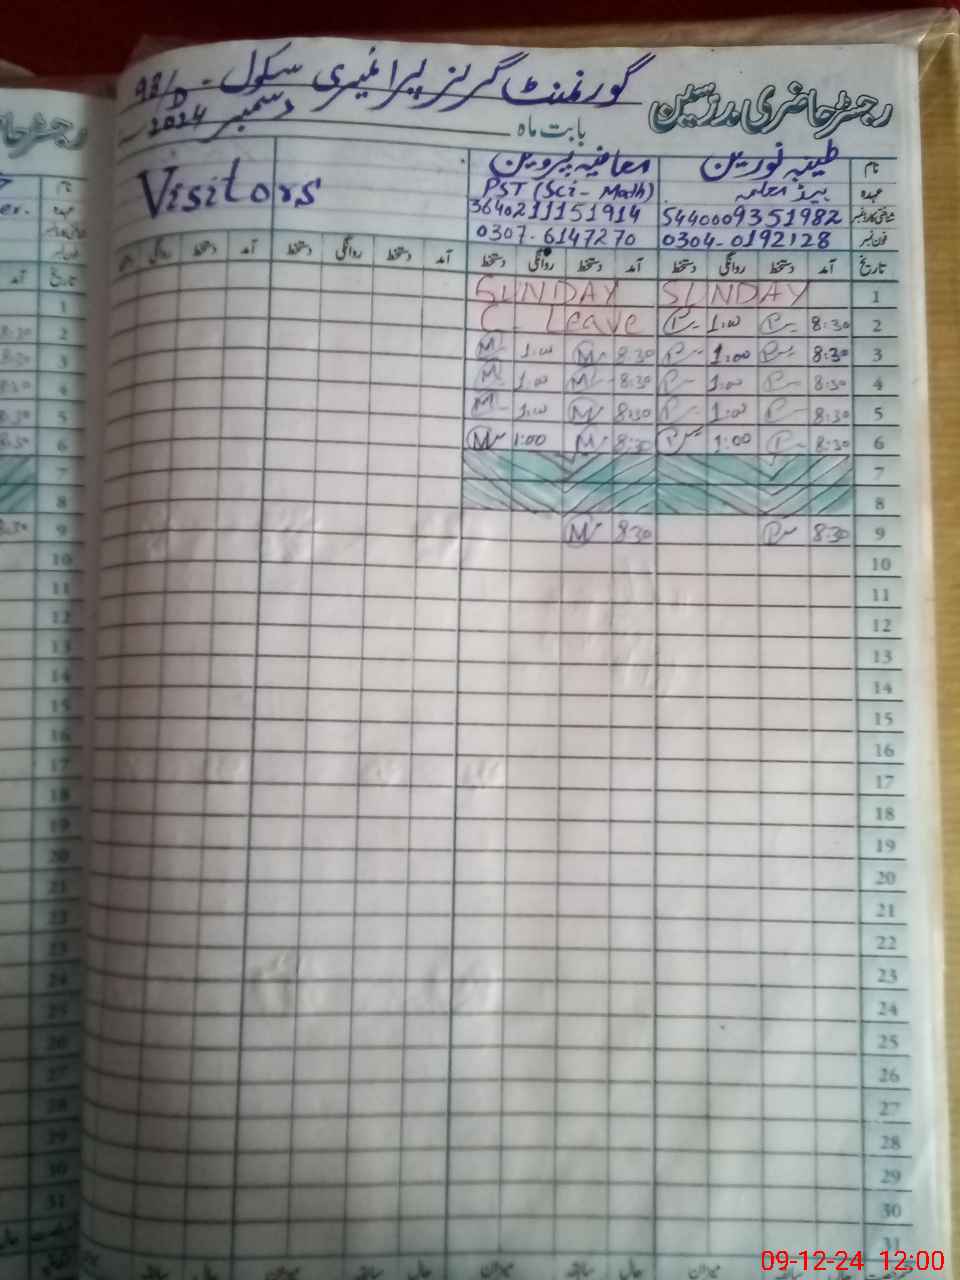 گورنمنٹ گرلز پرائمیری سکول
رجسٹر حاضری مدرسین
بابت ماہ دسمبر 2024
نام طیبہ نورین پروین
Visitors
عہدہ ہیڈ معلمہ PST (Sci - Math)
5440009351982 3640211151914
فون نمبر 0304-0192128 0307-6147270
تاریخ آمد دستخط روانگی دستخط آمد دستخط روانگی دستخط آمد دستخط روانگی دستخط آمد دستخط روانگی
1 SUNDAY SUNDAY
2 8:30 P 1:00 P C- Leave
3 8:30 P 1:00 P 8:30 M 1:00 M
4 8:30 P 1:00 P 8:30 M 1:00 M
5 8:30 P 1:00 P 8:30 M 1:00 M
6 8:30 P 1:00 P 8:30 M 1:00 M
7
8
9 8:30 P 8:30 M
10
11
12
13
14
15
16
17
18
19
20
21
22
23
24
25
26
27
28
29
30
31
09-12-24 12:00